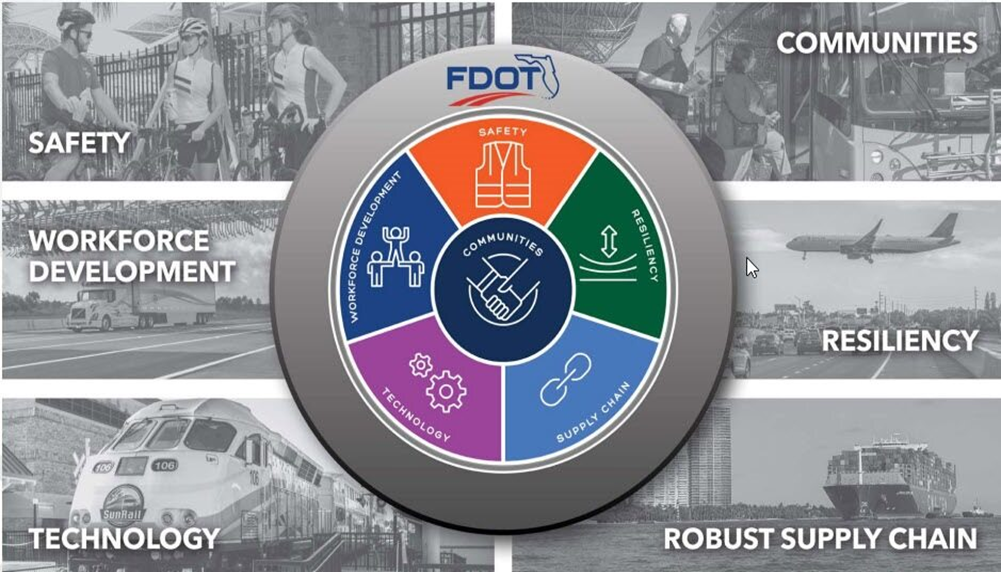 COMMUNITIES
FDOT
SAFETY
SAFETY
WORKFORCE DEVELOPMENT
RESILIENCY
COMMUNITIES
WORKFORCE
DEVELOPMENT
RESILIENCY
TECHNOLOGY
SUPPLY CHAIN
106
106
106
SunRail
TECHNOLOGY
ROBUST SUPPLY CHAIN